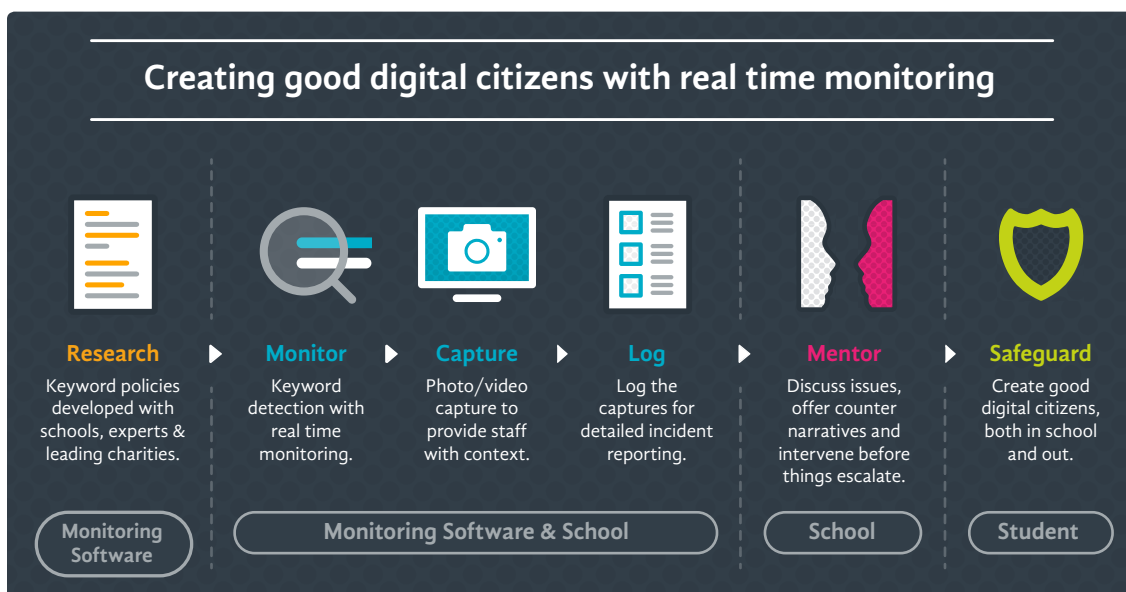 Creating good digital citizens with real time monitoring
Research
Keyword policies
developed with
schools, experts &
leading charities.
Monitor
Keyword
detection with
real time
monitoring.
Capture
Photo/video
capture to
provide staff
with context.
Log
Log the
captures for
detailed incident
reporting.
Mentor
Discuss issues,
offer counter
narratives and
intervene before
things escalate.
Safeguard
Create good
digital citizens,
both in school
and out.
Monitoring
Software
Monitoring Software & School
School
Student